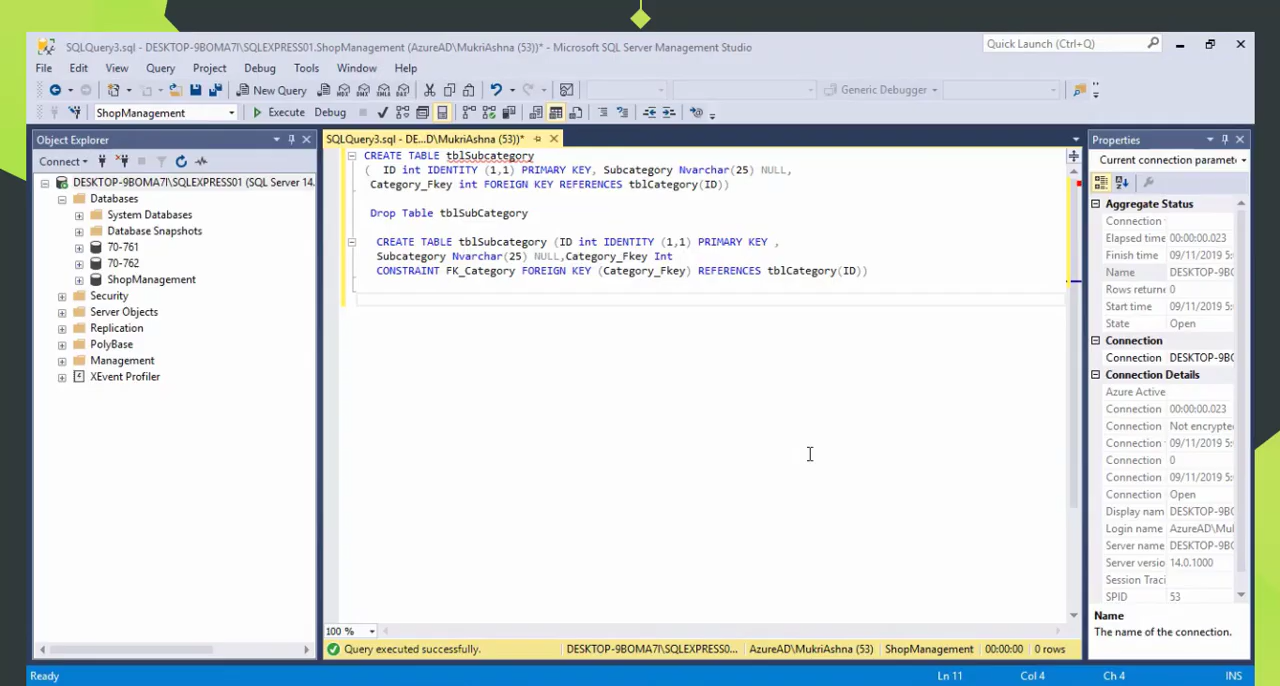 SQLQuery3.sql - DESKTOP-9BOMA7I\SQLEXPRESS01.ShopManagement (AzureAD\MukriAshna (53))* - Microsoft SQL Server Management Studio
Quick Launch (Ctrl+Q)
File Edit View Query Project Debug Tools Window Help
New Query
Generic Debugger
ShopManagement
Execute Debug
Object Explorer
Connect
DESKTOP-9BOMA7I\SQLEXPRESS01 (SQL Server 14.
Databases
System Databases
Database Snapshots
70-761
70-762
ShopManagement
Security
Server Objects
Replication
PolyBase
Management
XEvent Profiler
SQLQuery3.sql - DE...D\MukriAshna (53))*
CREATE TABLE tblSubcategory
( ID int IDENTITY (1,1) PRIMARY KEY, Subcategory Nvarchar(25) NULL,
Category_Fkey int FOREIGN KEY REFERENCES tblCategory(ID))
Drop Table tblSubCategory
CREATE TABLE tblSubcategory (ID int IDENTITY (1,1) PRIMARY KEY ,
Subcategory Nvarchar(25) NULL,Category_Fkey Int
CONSTRAINT FK_Category FOREIGN KEY (Category_Fkey) REFERENCES tblCategory(ID))
100 %
Query executed successfully.
DESKTOP-9BOMA7I\SQLEXPRESS0... AzureAD\MukriAshna (53) ShopManagement 00:00:00 0 rows
Properties
Current connection paramet
Aggregate Status
Connection
Elapsed time 00:00:00.023
Finish time 09/11/2019 5:
Name DESKTOP-9BO
Rows returne 0
Start time 09/11/2019 5:
State Open
Connection
Connection DESKTOP-9BO
Connection Details
Azure Active
Connection 00:00:00.023
Connection Not encrypte
Connection 09/11/2019 5:
Connection 0
Connection 09/11/2019 5:
Connection Open
Display nam DESKTOP-9BO
Login name AzureAD\Mu
Server name DESKTOP-9BO
Server versio 14.0.1000
Session Traci
SPID 53
Name
The name of the connection.
Ready
Ln 11 Col 4 Ch 4 INS